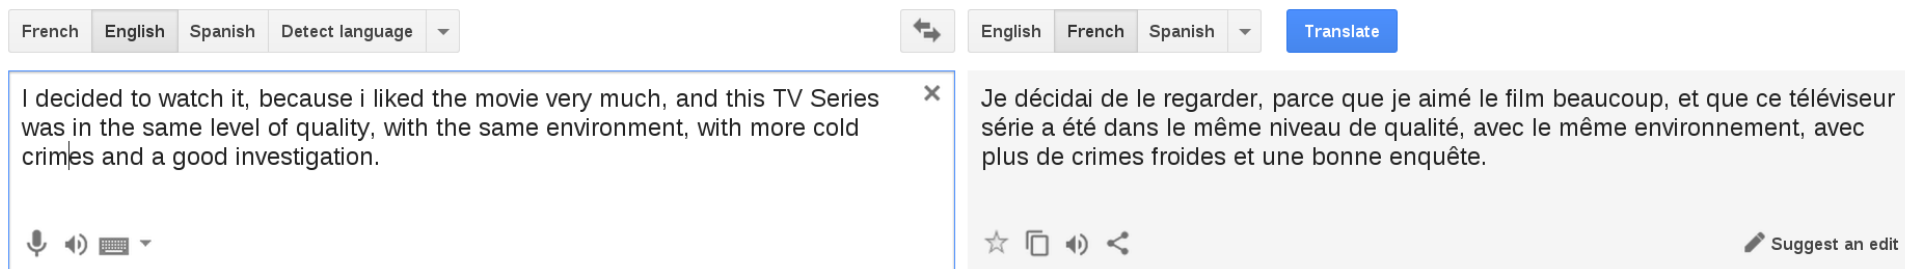 French English Spanish Detect language
English French Spanish Translate
I decided to watch it, because i liked the movie very much, and this TV Series
was in the same level of quality, with the same environment, with more cold
crimes and a good investigation.
Je décidai de le regarder, parce que je aimé le film beaucoup, et que ce téléviseur
série a été dans le même niveau de qualité, avec le même environnement, avec
plus de crimes froides et une bonne enquête.
Suggest an edit